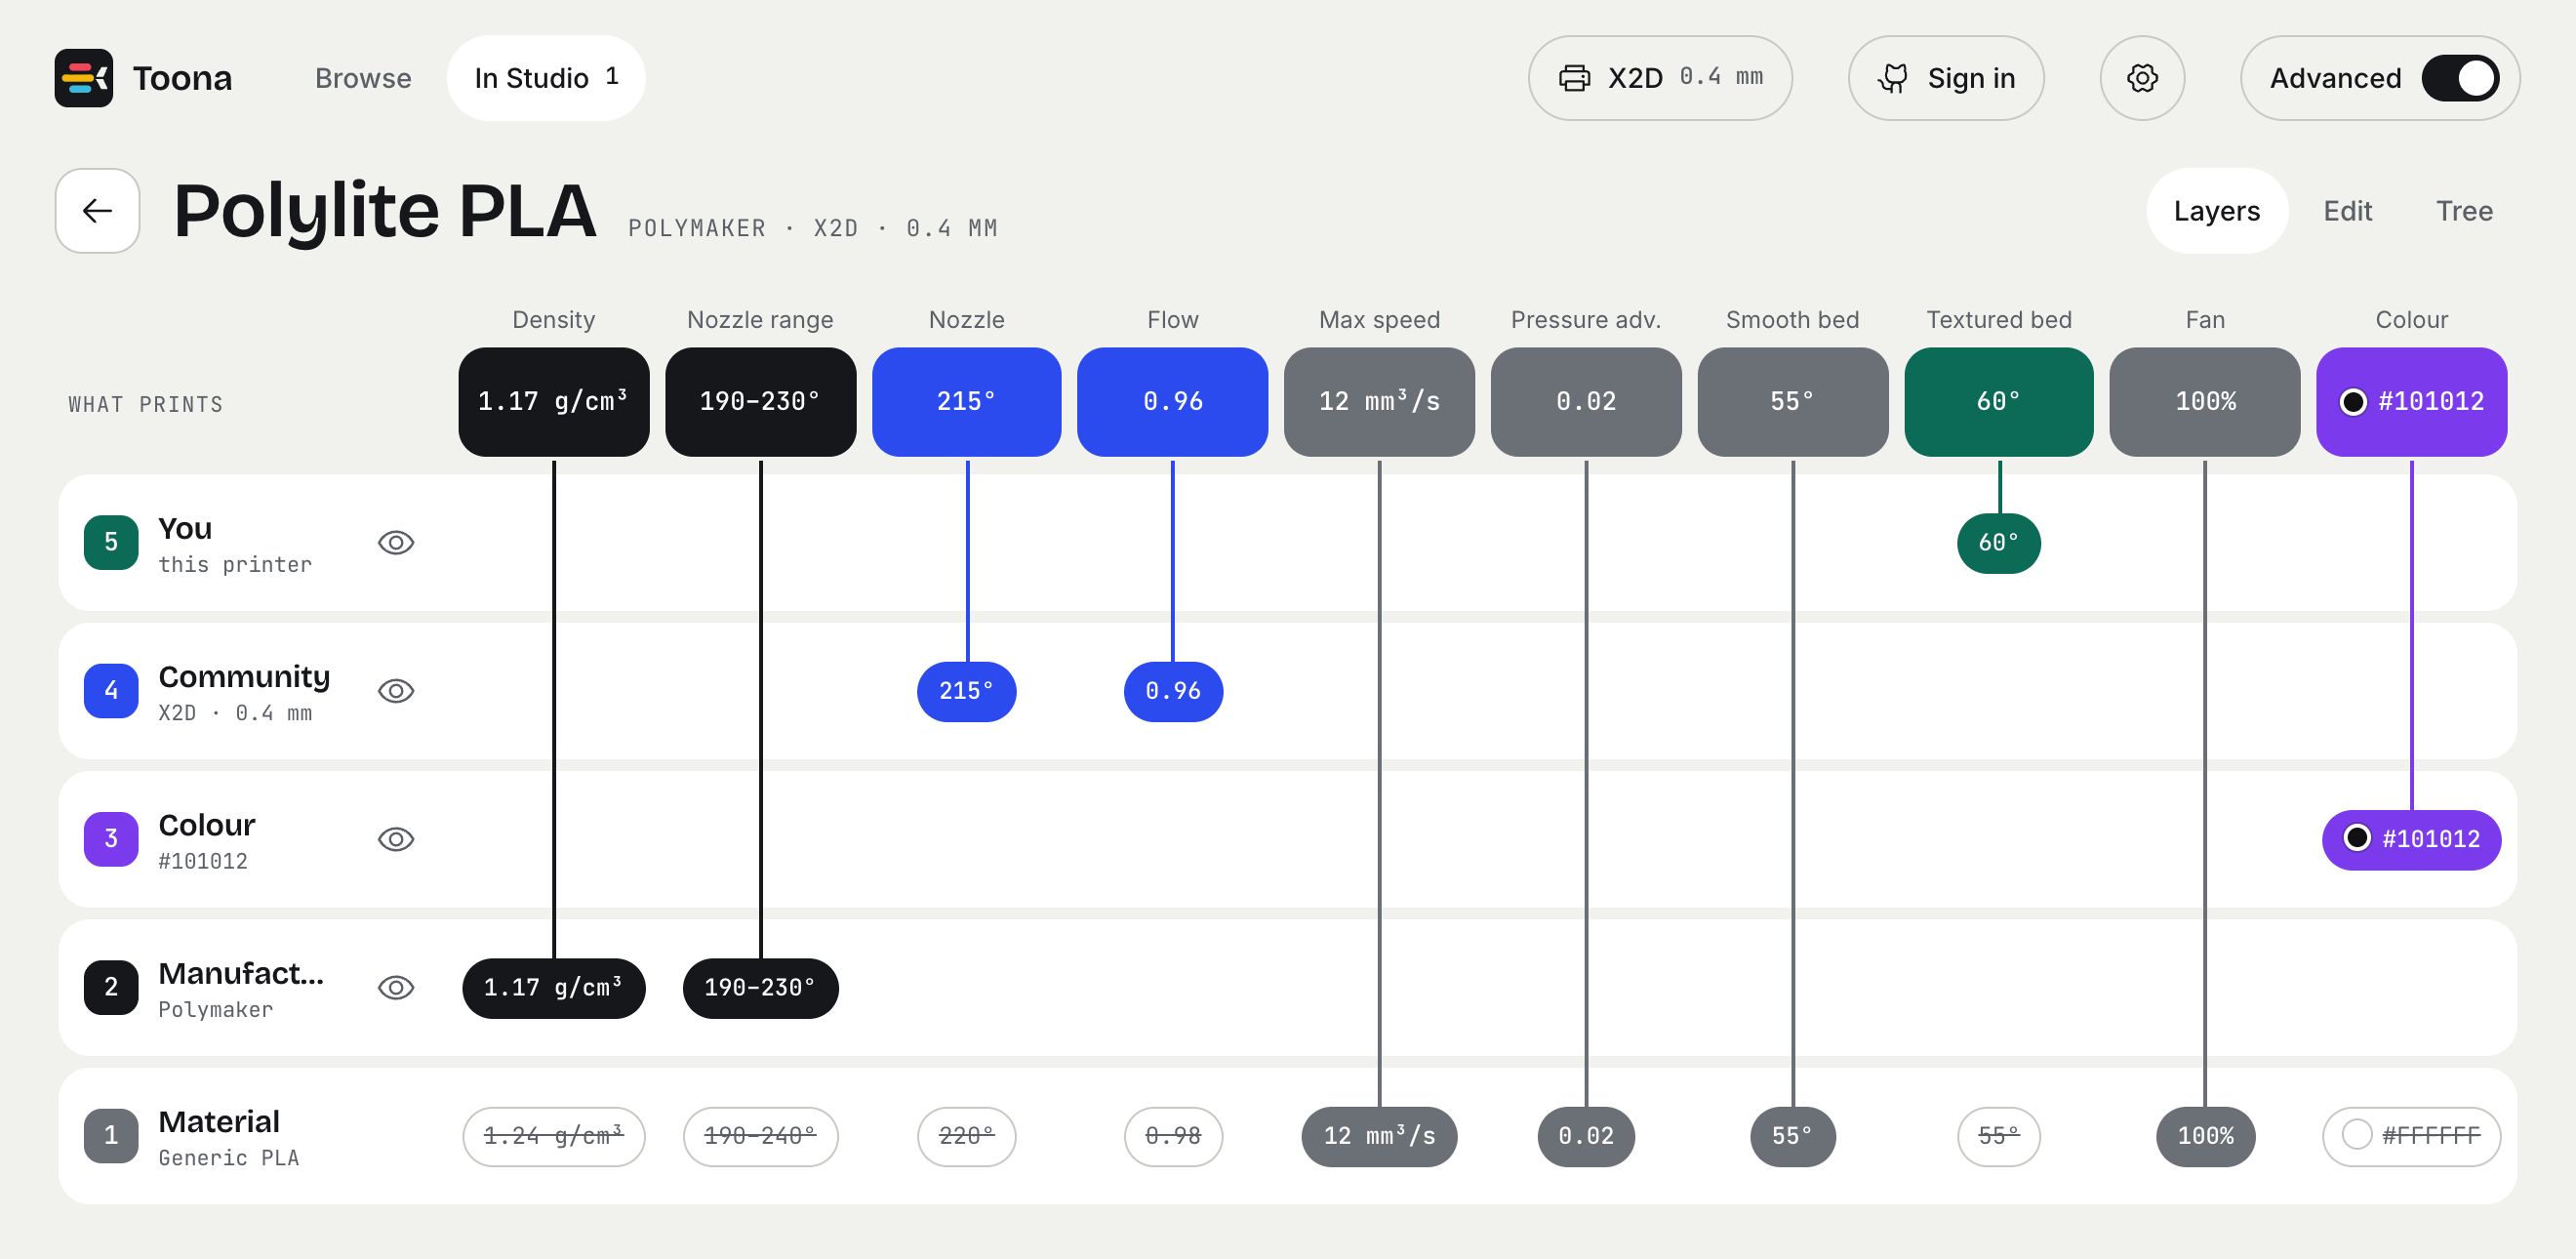 Toona Browse In Studio 1 X2D 0.4 mm Sign in Advanced
Polylite PLA POLYMAKER · X2D · 0.4 MM Layers Edit Tree
Density Nozzle range Nozzle Flow Max speed Pressure adv. Smooth bed Textured bed Fan Colour
WHAT PRINTS 1.17 g/cm³ 190–230° 215° 0.96 12 mm³/s 0.02 55° 60° 100% #101012
5 You 60°
this printer
4 Community 215° 0.96
X2D · 0.4 mm
3 Colour #101012
#101012
2 Manufact... 1.17 g/cm³ 190–230°
Polymaker
1 Material 1.24 g/cm³ 190–240° 220° 0.98 12 mm³/s 0.02 55° 55° 100% #FFFFFF
Generic PLA